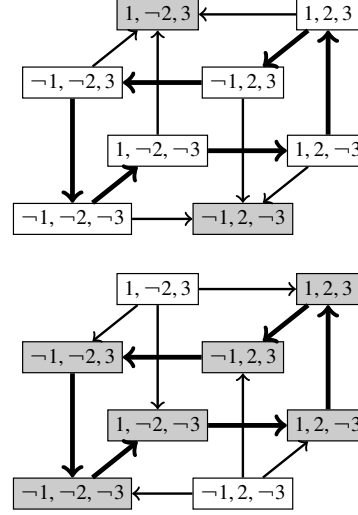 1, ¬2, 3 1, 2, 3
¬1, ¬2, 3 ¬1, 2, 3
1, ¬2, ¬3 1, 2, ¬3
¬1, ¬2, ¬3 ¬1, 2, ¬3
1, ¬2, 3 1, 2, 3
¬1, ¬2, 3 ¬1, 2, 3
1, ¬2, ¬3 1, 2, ¬3
¬1, ¬2, ¬3 ¬1, 2, ¬3